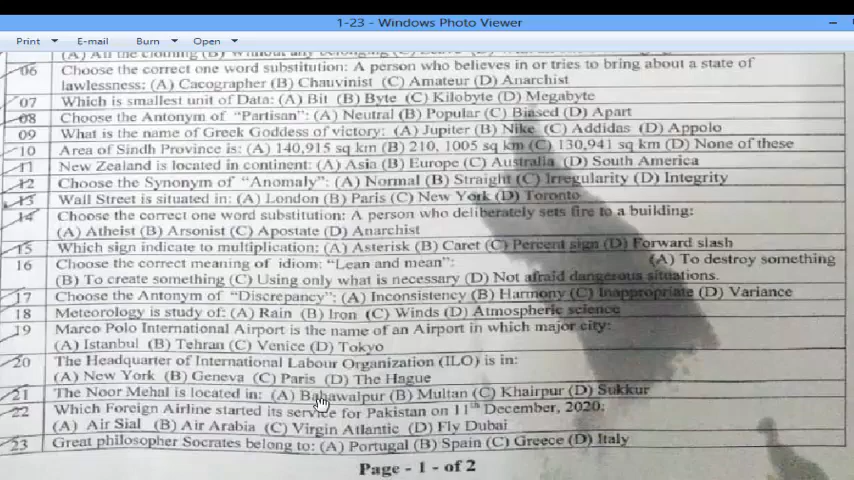 1-23 - Windows Photo Viewer
Print E-mail Burn Open
(A) All the clothing (B) Without any belonging (C)
06 Choose the correct one word substitution: A person who believes in or tries to bring about a state of
lawlessness: (A) Cacographer (B) Chauvinist (C) Amateur (D) Anarchist
07 Which is smallest unit of Data: (A) Bit (B) Byte (C) Kilobyte (D) Megabyte
08 Choose the Antonym of "Partisan": (A) Neutral (B) Popular (C) Biased (D) Apart
09 What is the name of Greek Goddess of victory: (A) Jupiter (B) Nike (C) Addidas (D) Appolo
10 Area of Sindh Province is: (A) 140,915 sq km (B) 210, 1005 sq km (C) 130,941 sq km (D) None of these
11 New Zealand is located in continent: (A) Asia (B) Europe (C) Australia (D) South America
12 Choose the Synonym of "Anomaly": (A) Normal (B) Straight (C) Irregularity (D) Integrity
13 Wall Street is situated in: (A) London (B) Paris (C) New York (D) Toronto
14 Choose the correct one word substitution: A person who deliberately sets fire to a building:
(A) Atheist (B) Arsonist (C) Apostate (D) Anarchist
15 Which sign indicate to multiplication: (A) Asterisk (B) Caret (C) Percent sign (D) Forward slash
16 Choose the correct meaning of idiom: "Lean and mean": (A) To destroy something
(B) To create something (C) Using only what is necessary (D) Not afraid dangerous situations.
17 Choose the Antonym of "Discrepancy": (A) Inconsistency (B) Harmony (C) Inappropriate (D) Variance
18 Meteorology is study of: (A) Rain (B) Iron (C) Winds (D) Atmospheric science
19 Marco Polo International Airport is the name of an Airport in which major city:
(A) Istanbul (B) Tehran (C) Venice (D) Tokyo
20 The Headquarter of International Labour Organization (ILO) is in:
(A) New York (B) Geneva (C) Paris (D) The Hague
21 The Noor Mehal is located in: (A) Bahawalpur (B) Multan (C) Khairpur (D) Sukkur
22 Which Foreign Airline started its service for Pakistan on 11th December, 2020:
(A) Air Sial (B) Air Arabia (C) Virgin Atlantic (D) Fly Dubai
23 Great philosopher Socrates belong to: (A) Portugal (B) Spain (C) Greece (D) Italy
Page - 1 - of 2